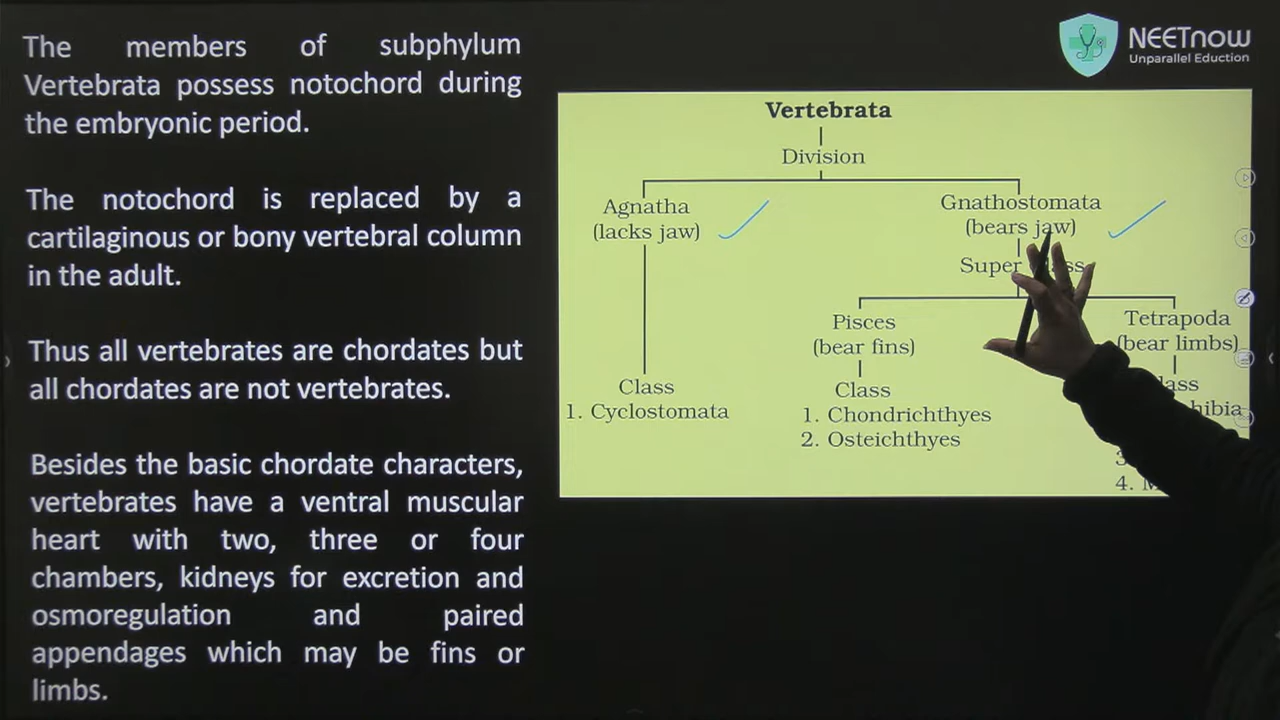 The members of subphylum
Vertebrata possess notochord during
the embryonic period.
The notochord is replaced by a
cartilaginous or bony vertebral column
in the adult.
Thus all vertebrates are chordates but
all chordates are not vertebrates.
Besides the basic chordate characters,
vertebrates have a ventral muscular
heart with two, three or four
chambers, kidneys for excretion and
osmoregulation and paired
appendages which may be fins or
limbs.
NEETnow
Unparallel Eduction
Vertebrata
Division
Agnatha
(lacks jaw)
Gnathostomata
(bears jaw)
Super
Pisces
(bear fins)
Tetrapoda
(bear limbs)
Class
1. Cyclostomata
Class
1. Chondrichthyes
2. Osteichthyes
3
4.